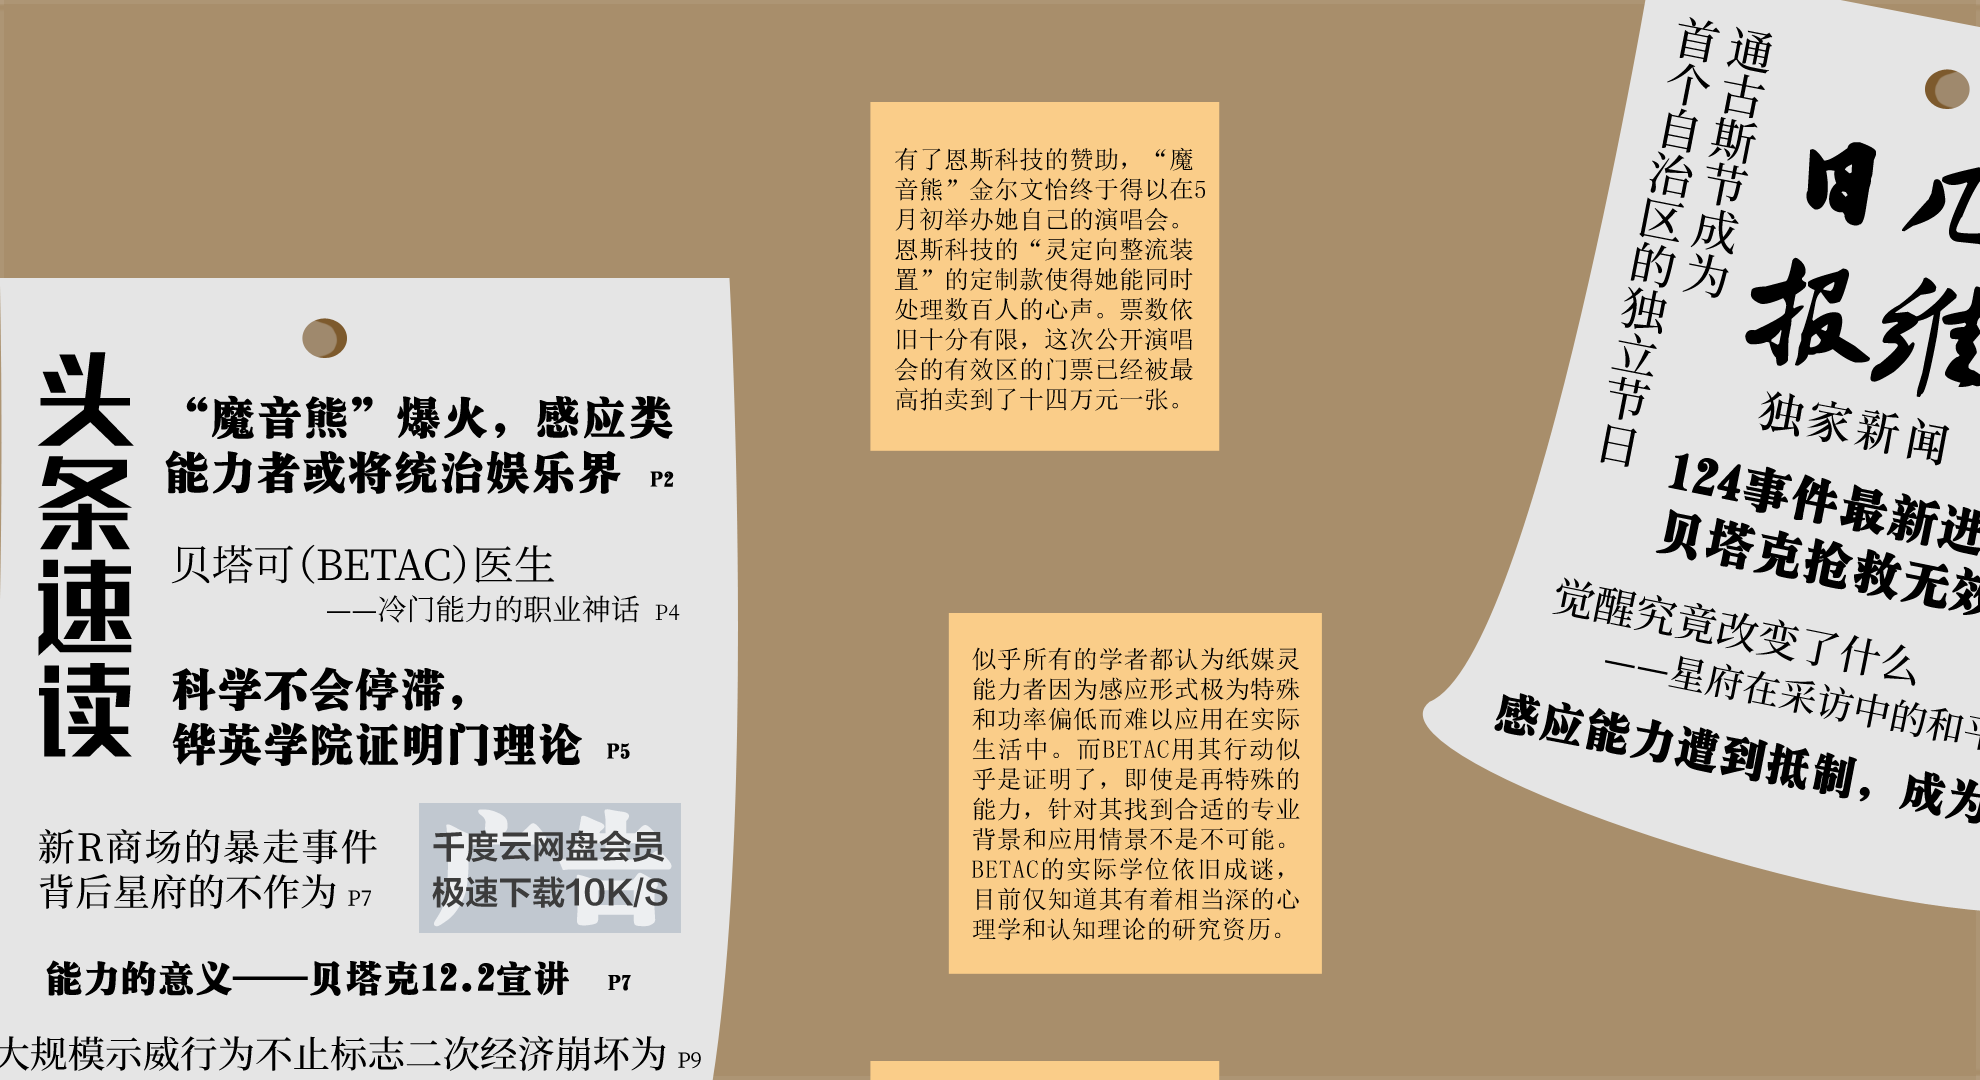 头条速读
“魔音熊”爆火，感应类
能力者或将统治娱乐界 P2
贝塔可（BETAC）医生
——冷门能力的职业神话 P4
科学不会停滞，
铧英学院证明门理论 P5
新R商场的暴走事件
背后星府的不作为 P7
广告
千度云网盘会员
极速下载10K/S
能力的意义——贝塔克12.2宣讲 P7
大规模示威行为不止标志二次经济崩坏为 P9
有了恩斯科技的赞助，“魔
音熊”金尔文怡终于得以在5
月初举办她自己的演唱会。
恩斯科技的“灵定向整流装
置”的定制款使得她能同时
处理数百人的心声。票数依
旧十分有限，这次公开演唱
会的有效区的门票已经被最
高拍卖到了十四万元一张。
似乎所有的学者都认为纸媒灵
能力者因为感应形式极为特殊
和功率偏低而难以应用在实际
生活中。而BETAC用其行动似
乎是证明了，即使是再特殊的
能力，针对其找到合适的专业
背景和应用情景不是不可能。
BETAC的实际学位依旧成谜，
目前仅知道其有着相当深的心
理学和认知理论的研究资历。
通古斯节成为
首个自治区的独立节日
日几
报维
独家新闻
124事件最新进
贝塔克抢救无效
觉醒究竟改变了什么
——星府在采访中的和平
感应能力遭到抵制，成为